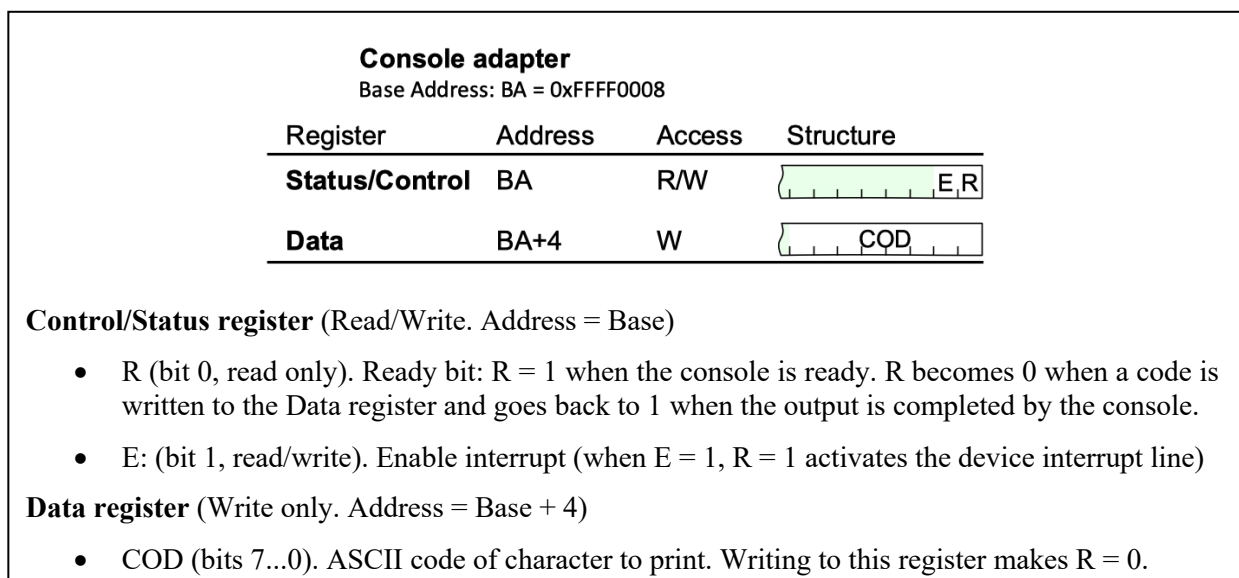 Console adapter
Base Address: BA = 0xFFFF0008
Register Address Access Structure
Status/Control BA R/W E R
Data BA+4 W COD
Control/Status register (Read/Write. Address = Base)
• R (bit 0, read only). Ready bit: R = 1 when the console is ready. R becomes 0 when a code is
written to the Data register and goes back to 1 when the output is completed by the console.
• E: (bit 1, read/write). Enable interrupt (when E = 1, R = 1 activates the device interrupt line)
Data register (Write only. Address = Base + 4)
• COD (bits 7...0). ASCII code of character to print. Writing to this register makes R = 0.